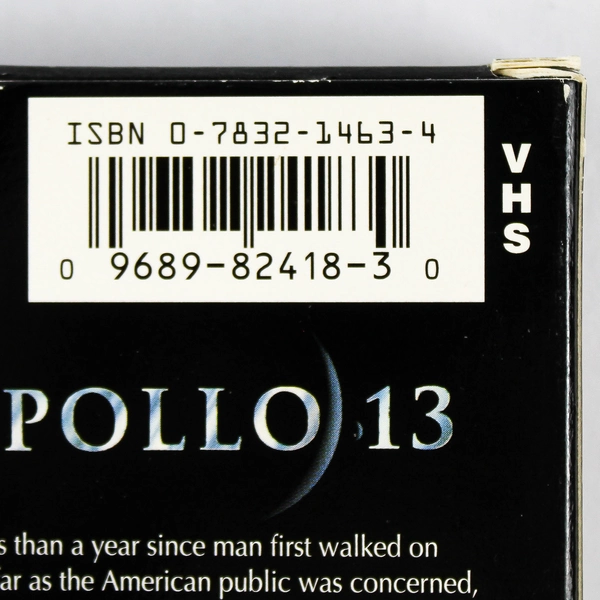 ISBN 0-7832-1463-4
0 9689-82418-3 0
VHS
POLLO 13
than a year since man first walked on
as the American public was concerned,